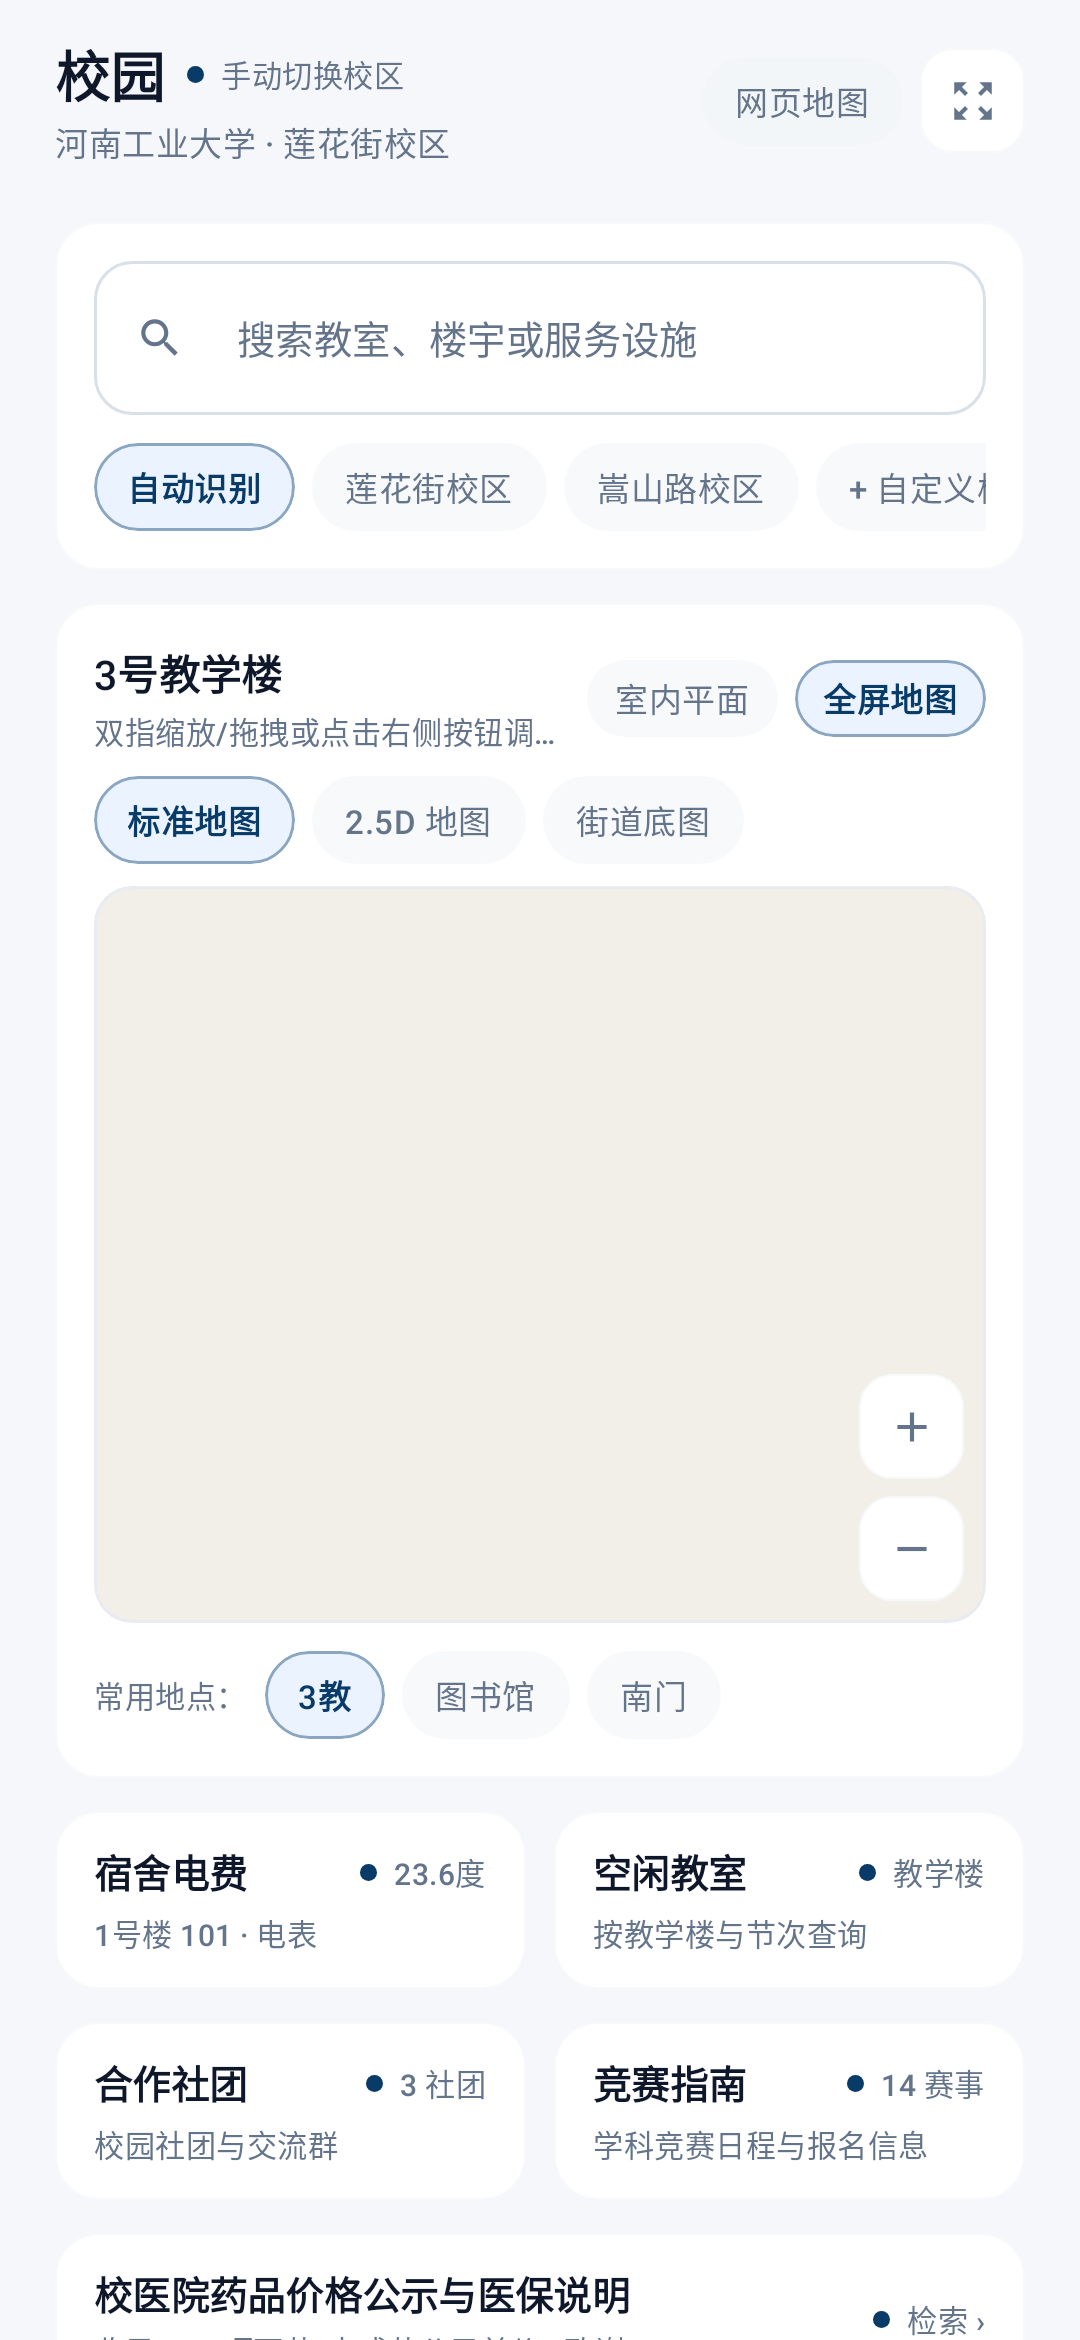 校园 手动切换校区
河南工业大学 · 莲花街校区
网页地图
搜索教室、楼宇或服务设施
自动识别 莲花街校区 嵩山路校区 + 自定义
3号教学楼
双指缩放/拖拽或点击右侧按钮调...
室内平面 全屏地图
标准地图 2.5D 地图 街道底图
+
−
常用地点： 3教 图书馆 南门
宿舍电费 23.6度
1号楼 101 · 电表
空闲教室 教学楼
按教学楼与节次查询
合作社团 3 社团
校园社团与交流群
竞赛指南 14 赛事
学科竞赛日程与报名信息
校医院药品价格公示与医保说明
检索 ›